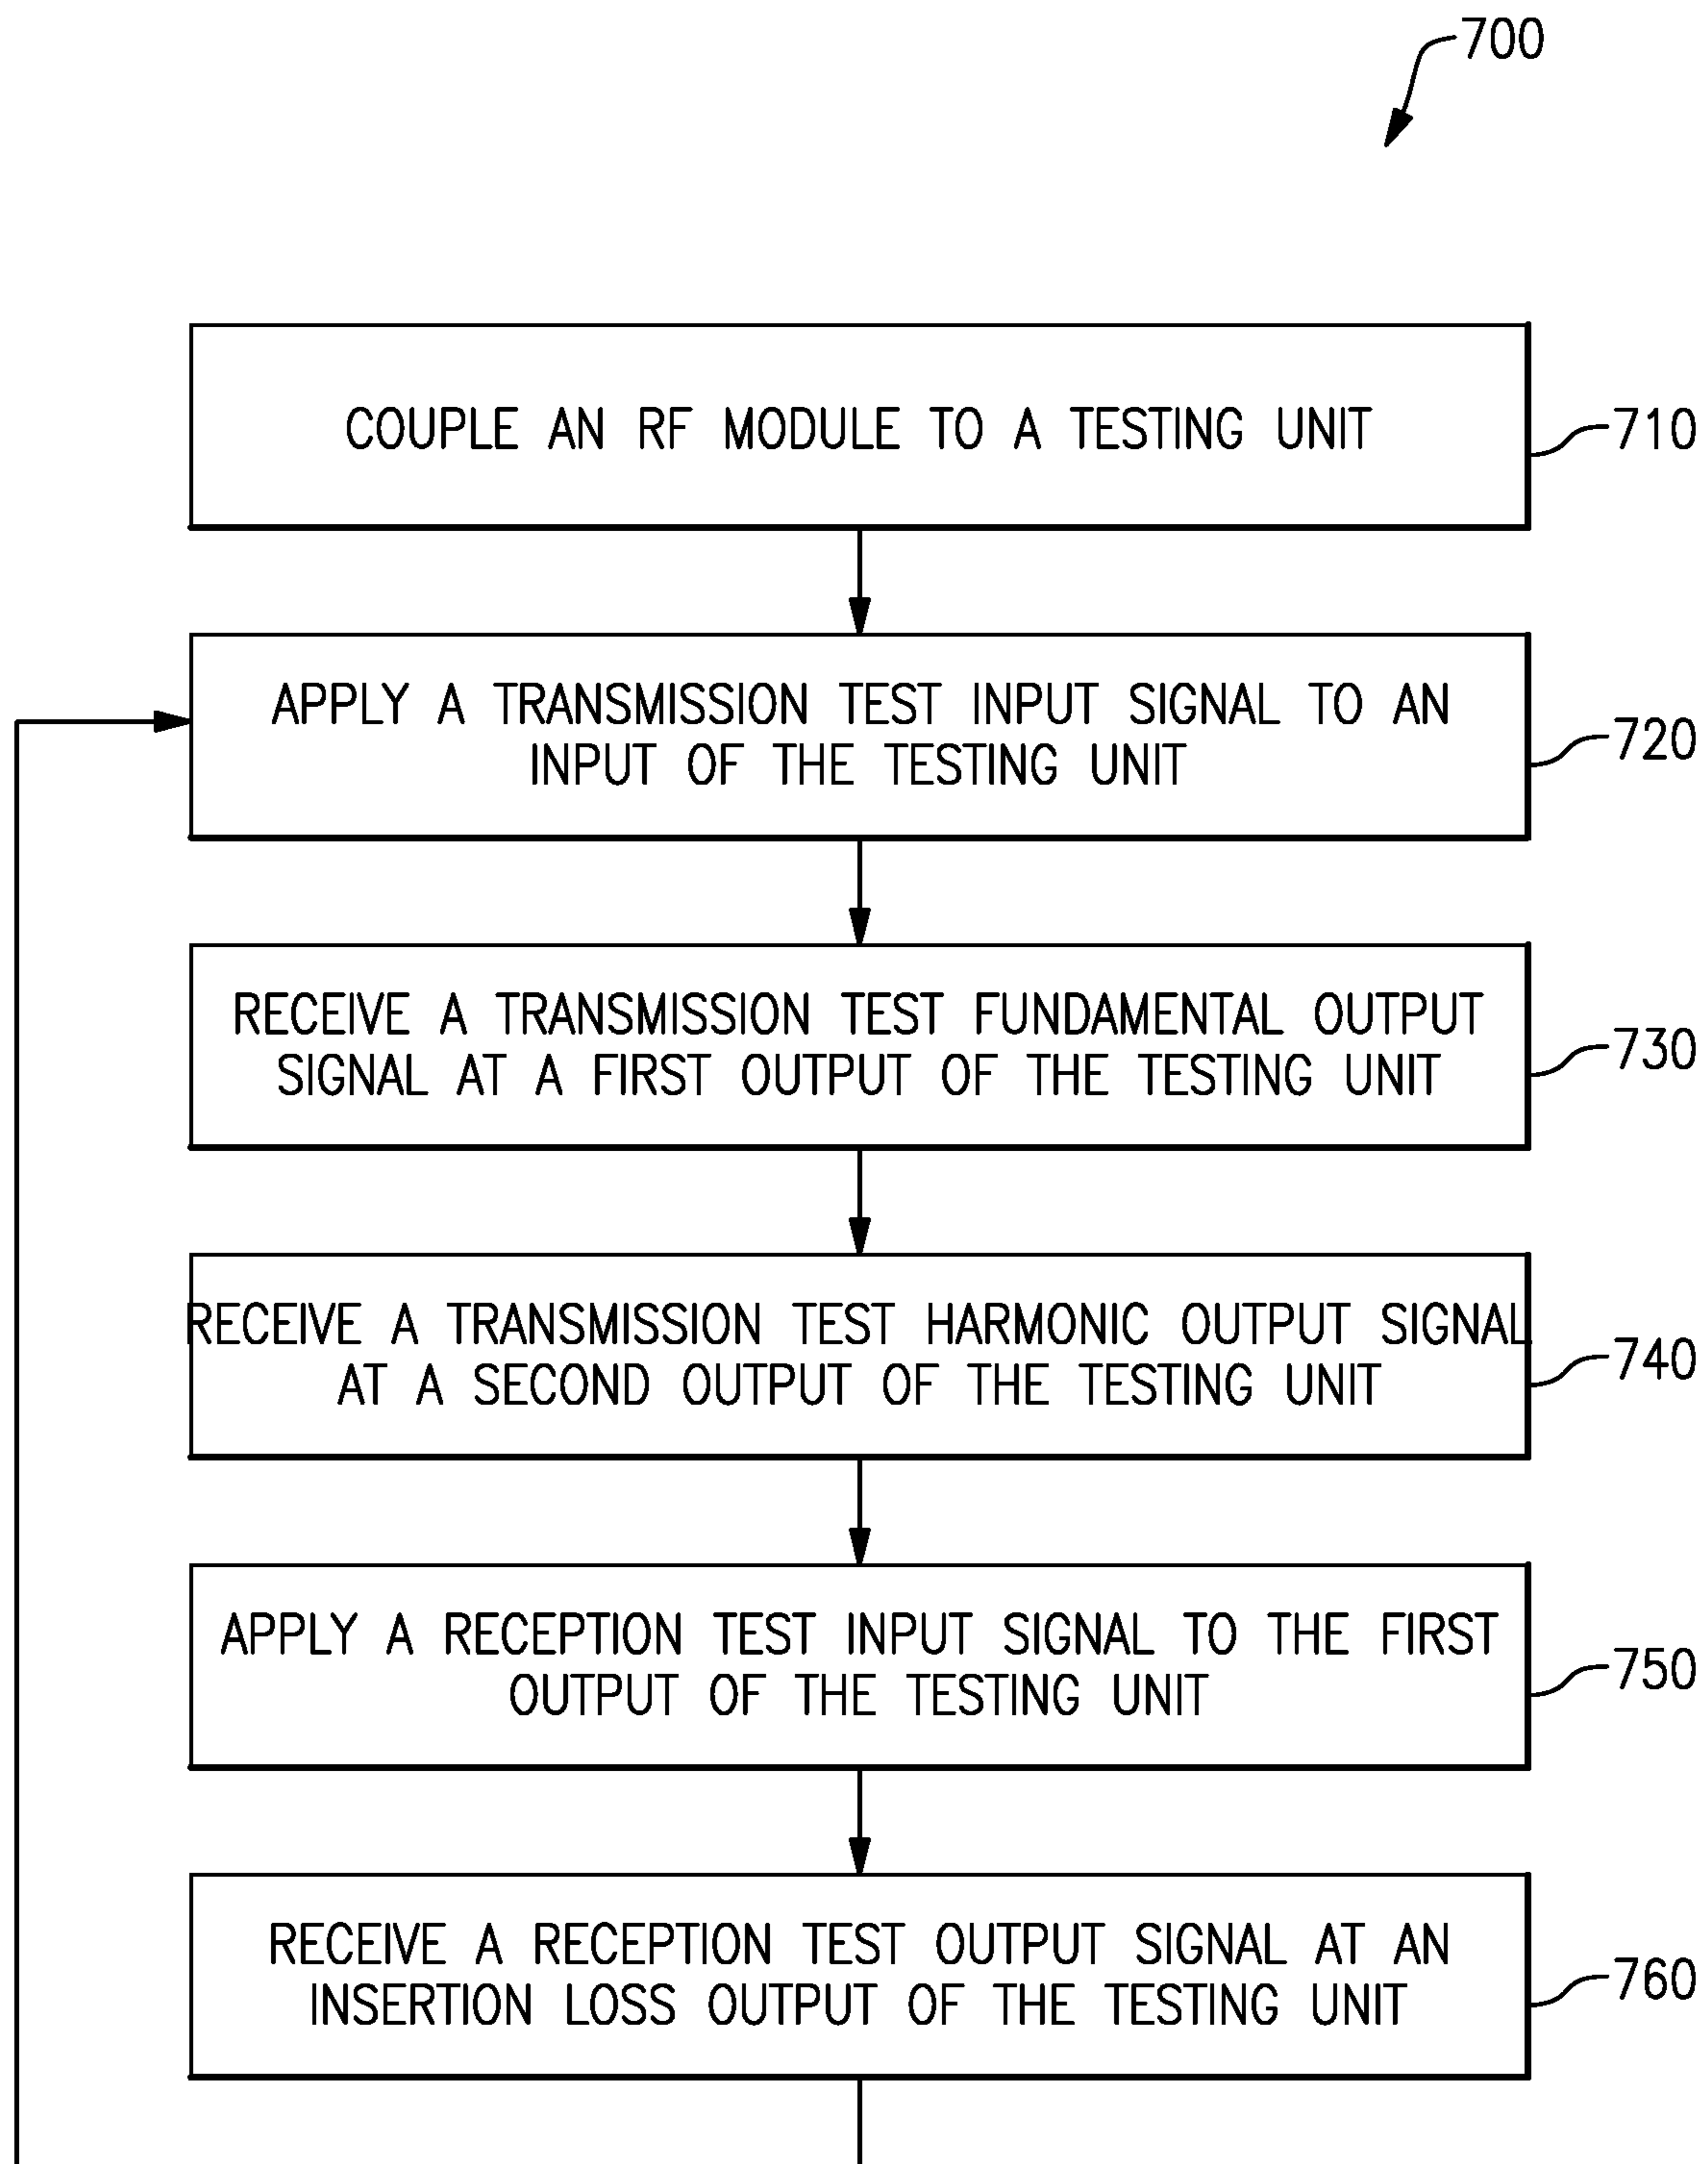 700
COUPLE AN RF MODULE TO A TESTING UNIT
710
APPLY A TRANSMISSION TEST INPUT SIGNAL TO AN
INPUT OF THE TESTING UNIT
720
RECEIVE A TRANSMISSION TEST FUNDAMENTAL OUTPUT
SIGNAL AT A FIRST OUTPUT OF THE TESTING UNIT
730
RECEIVE A TRANSMISSION TEST HARMONIC OUTPUT SIGNAL
AT A SECOND OUTPUT OF THE TESTING UNIT
740
APPLY A RECEPTION TEST INPUT SIGNAL TO THE FIRST
OUTPUT OF THE TESTING UNIT
750
RECEIVE A RECEPTION TEST OUTPUT SIGNAL AT AN
INSERTION LOSS OUTPUT OF THE TESTING UNIT
760